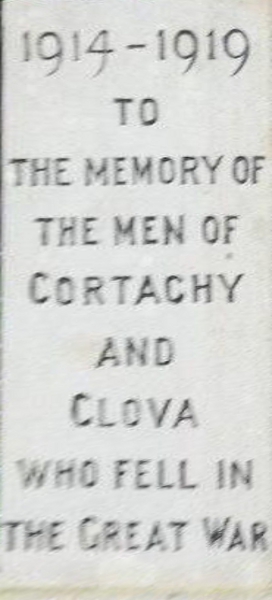 1914-1919
TO
THE MEMORY OF
THE MEN OF
CORTACHY
AND
CLOVA
WHO FELL IN
THE GREAT WAR